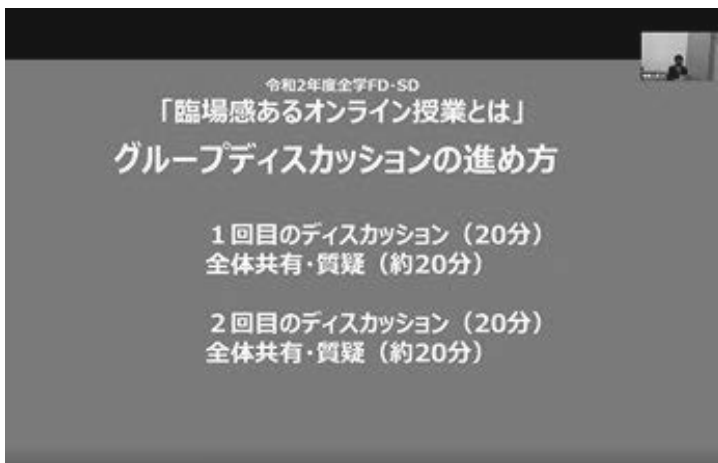 令和2年度全学FD・SD
「臨場感あるオンライン授業とは」
グループディスカッションの進め方
1回目のディスカッション（20分）
全体共有・質疑（約20分）
2回目のディスカッション（20分）
全体共有・質疑（約20分）